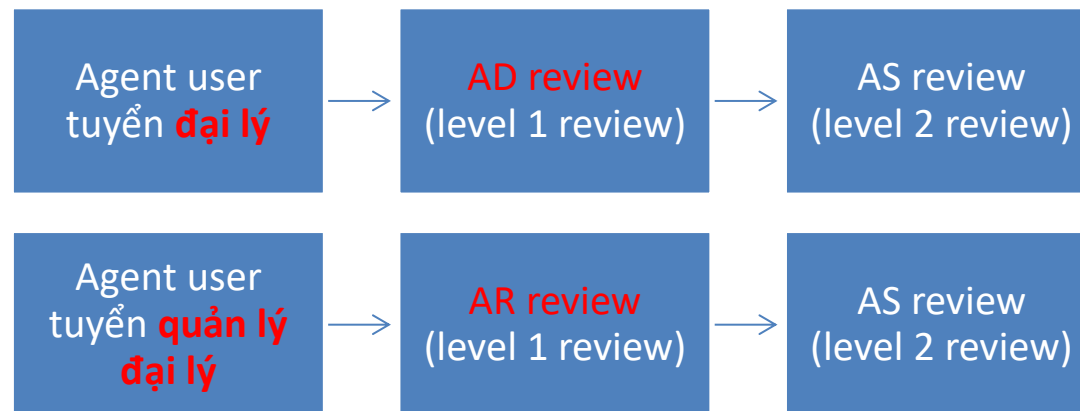 Agent user
tuyển đại lý
AD review
(level 1 review)
AS review
(level 2 review)
Agent user
tuyển quản lý
đại lý
AR review
(level 1 review)
AS review
(level 2 review)